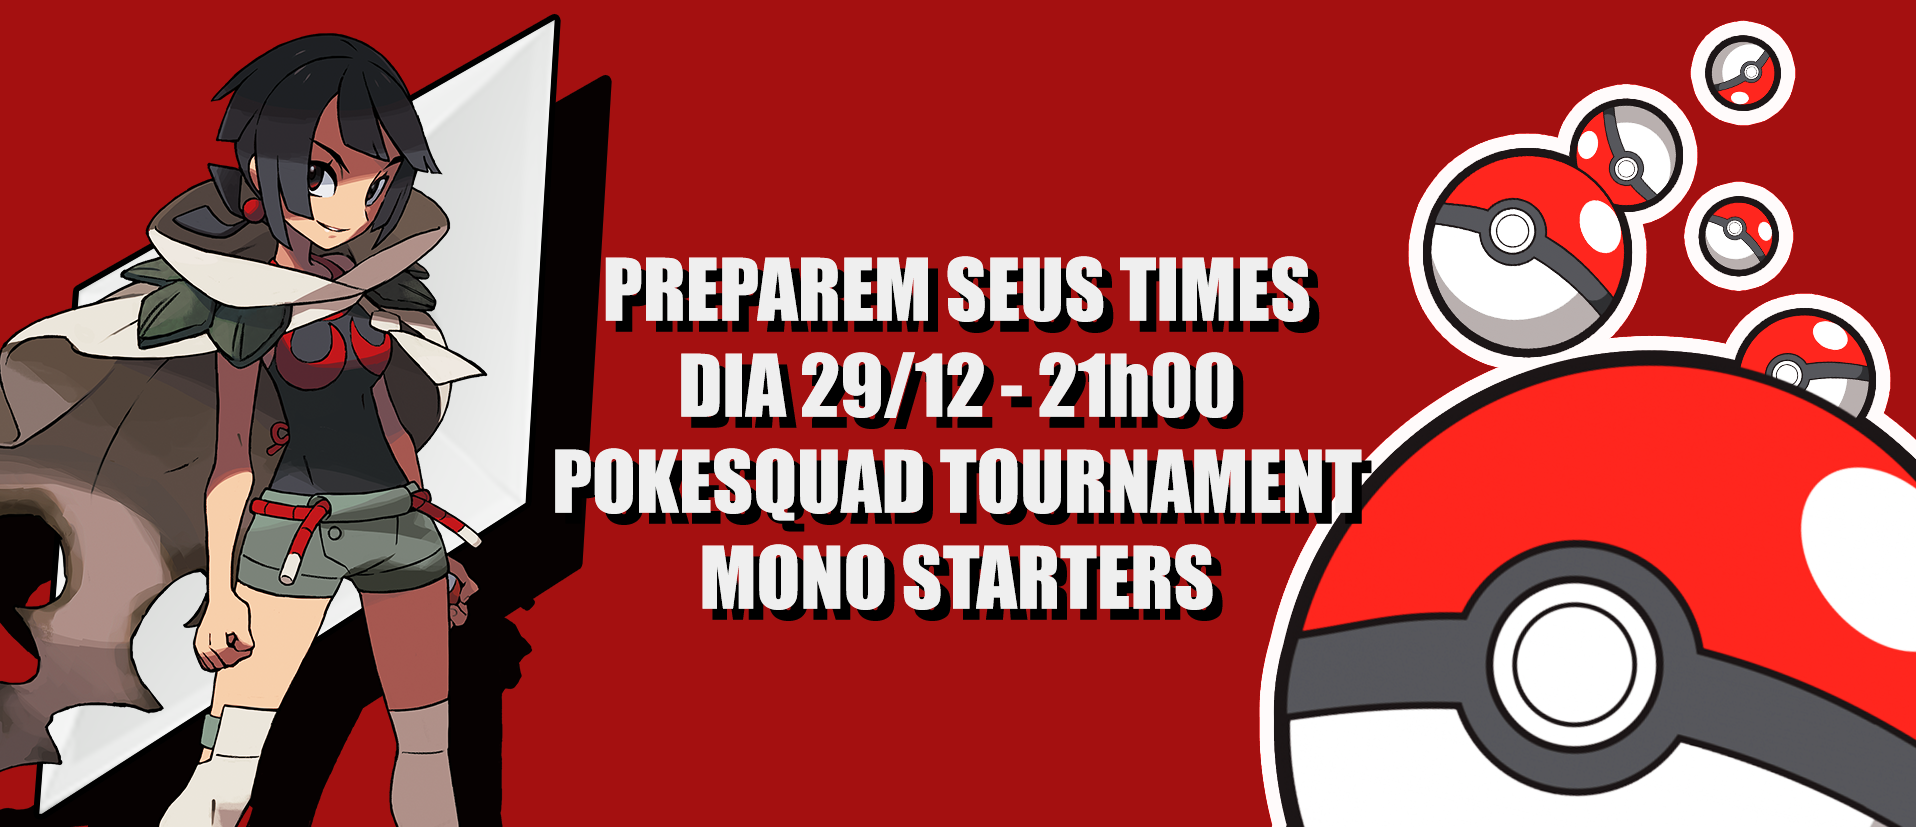 PREPAREM SEUS TIMES
DIA 29/12 - 21h00
POKESQUAD TOURNAMENT
MONO STARTERS